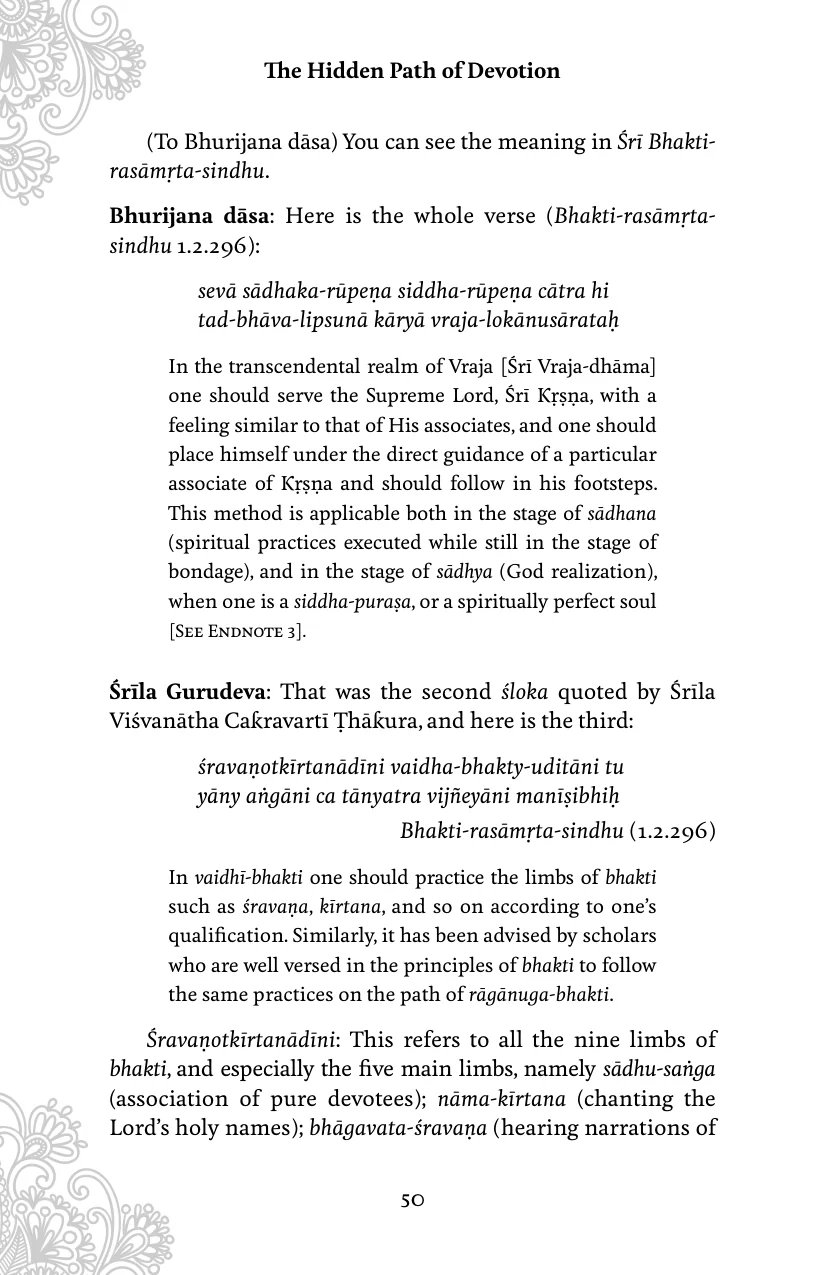 The Hidden Path of Devotion
(To Bhurijana dāsa) You can see the meaning in Śrī Bhakti-
rasāmṛta-sindhu.
Bhurijana dāsa: Here is the whole verse (Bhakti-rasāmṛta-
sindhu 1.2.296):
sevā sādhaka-rūpeṇa siddha-rūpeṇa cātra hi
tad-bhāva-lipsunā kāryā vraja-lokānusārataḥ
In the transcendental realm of Vraja [Śrī Vraja-dhāma]
one should serve the Supreme Lord, Śrī Kṛṣṇa, with a
feeling similar to that of His associates, and one should
place himself under the direct guidance of a particular
associate of Kṛṣṇa and should follow in his footsteps.
This method is applicable both in the stage of sādhana
(spiritual practices executed while still in the stage of
bondage), and in the stage of sādhya (God realization),
when one is a siddha-puraṣa, or a spiritually perfect soul
[See Endnote 3].
Śrīla Gurudeva: That was the second śloka quoted by Śrīla
Viśvanātha Cakravartī Ṭhākura, and here is the third:
śravaṇotkīrtanādīni vaidha-bhakty-uditāni tu
yāny aṅgāni ca tānyatra vijñeyāni manīṣibhiḥ
Bhakti-rasāmṛta-sindhu (1.2.296)
In vaidhī-bhakti one should practice the limbs of bhakti
such as śravaṇa, kīrtana, and so on according to one's
qualification. Similarly, it has been advised by scholars
who are well versed in the principles of bhakti to follow
the same practices on the path of rāgānuga-bhakti.
Śravaṇotkīrtanādīni: This refers to all the nine limbs of
bhakti, and especially the five main limbs, namely sādhu-saṅga
(association of pure devotees); nāma-kīrtana (chanting the
Lord's holy names); bhāgavata-śravaṇa (hearing narrations of
50